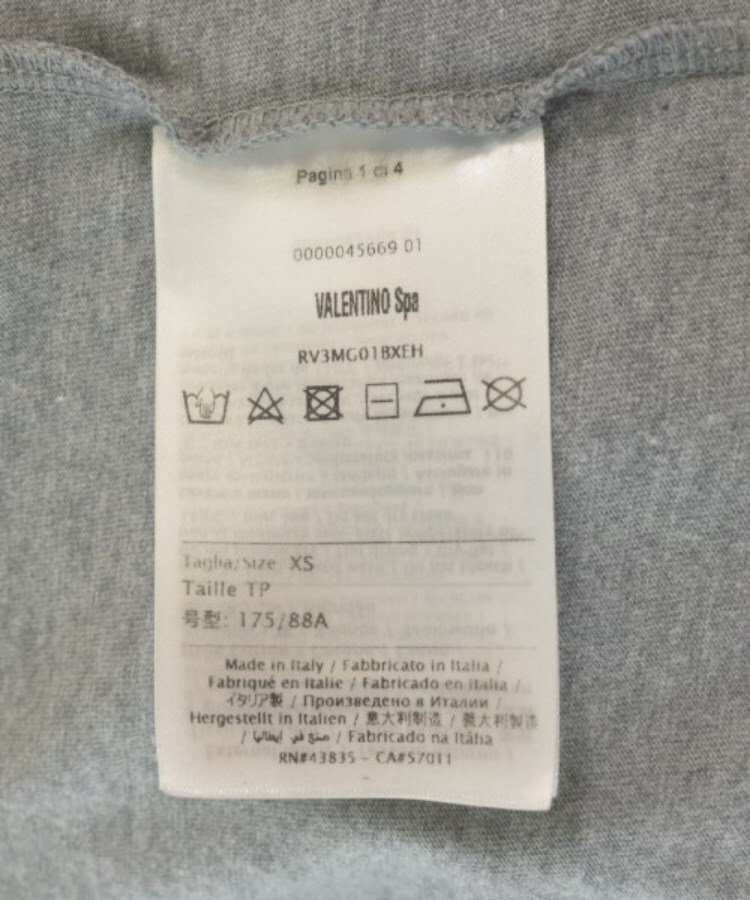 Pagina 1 di 4
0000045669 01
VALENTINO Spa
RV3MG01BXEH
Taglia/Size XS
Taille TP
号型: 175/88A
Made in Italy / Fabbricato in Italia /
Fabriqué en Italie / Fabricado en Italia /
イタリア製 / Произведено в Италии /
Hergestellt in Italien / 意大利制造 / 義大利製造
/ صنع في إيطاليا / Fabricado na Itália
RN#43835 - CA#57011